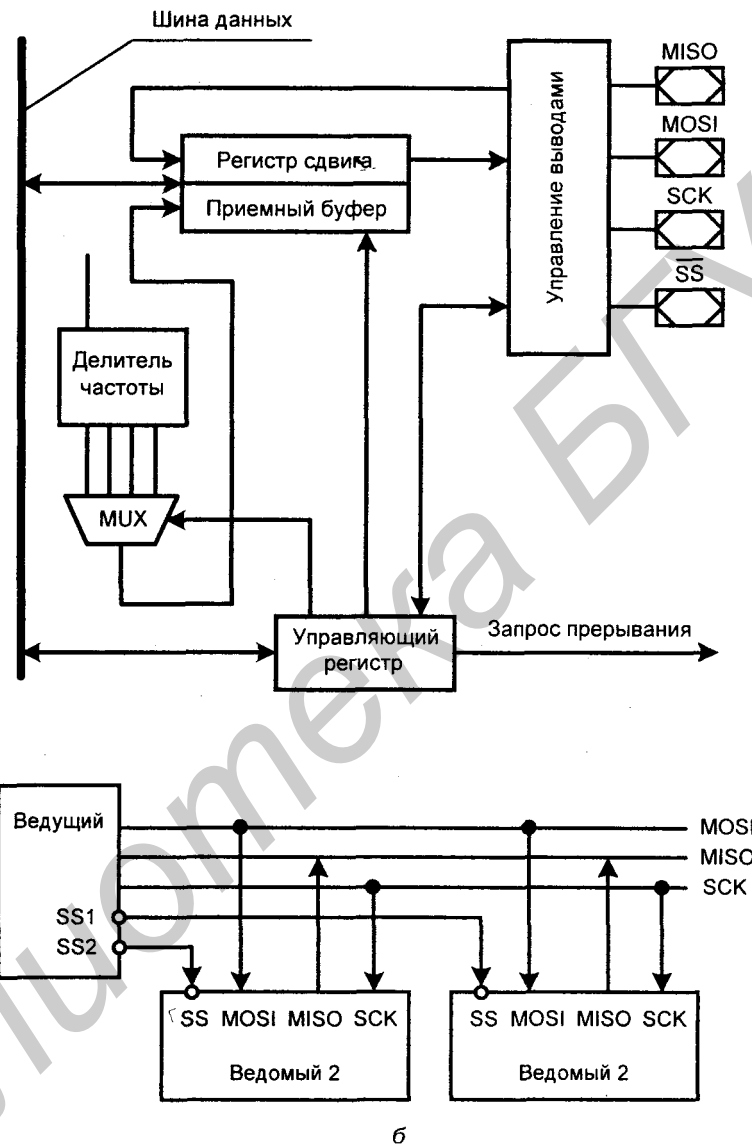 Шина данных
MISO
MOSI
SCK
SS
Управление выводами
Регистр сдвига
Приемный буфер
Делитель
частоты
MUX
Управляющий
регистр
Запрос прерывания
Ведущий
MOSI
MISO
SCK
SS1
SS2
SS MOSI MISO SCK
Ведомый 2
SS MOSI MISO SCK
Ведомый 2
б